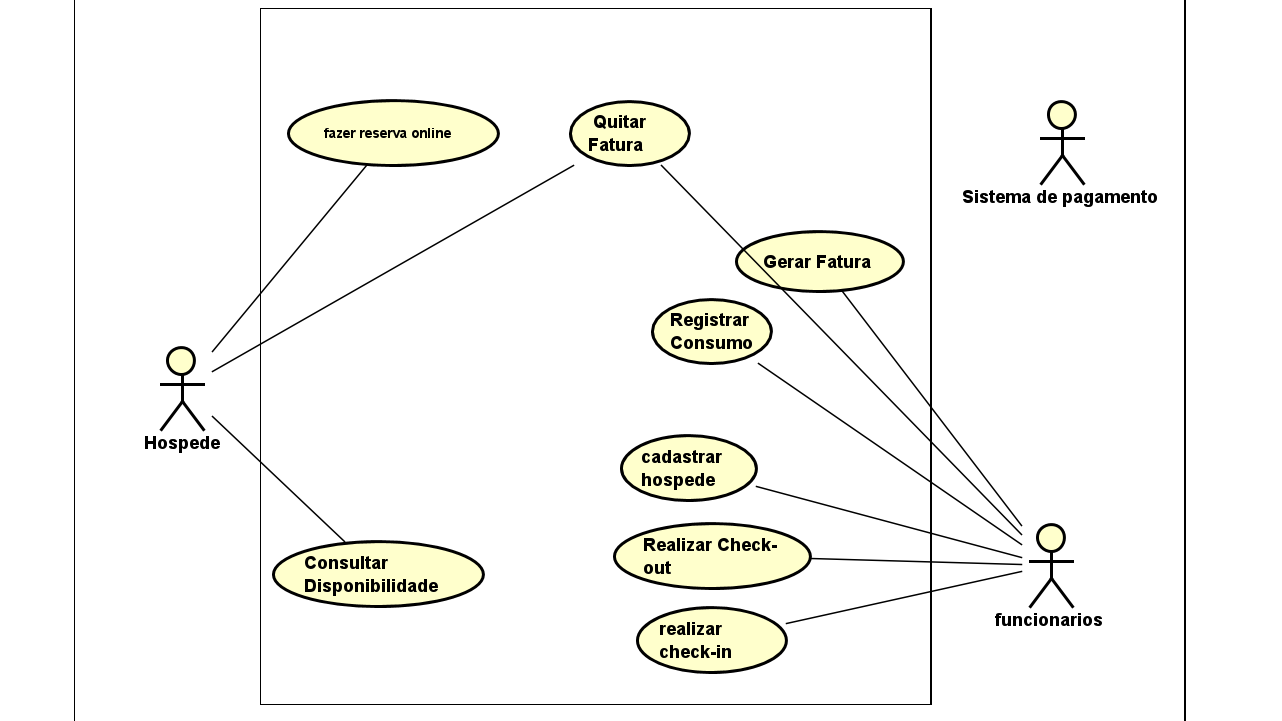 fazer reserva online
Quitar
Fatura
Sistema de pagamento
Gerar Fatura
Registrar
Consumo
Hospede
cadastrar
hospede
Realizar Check-
out
Consultar
Disponibilidade
funcionarios
realizar
check-in